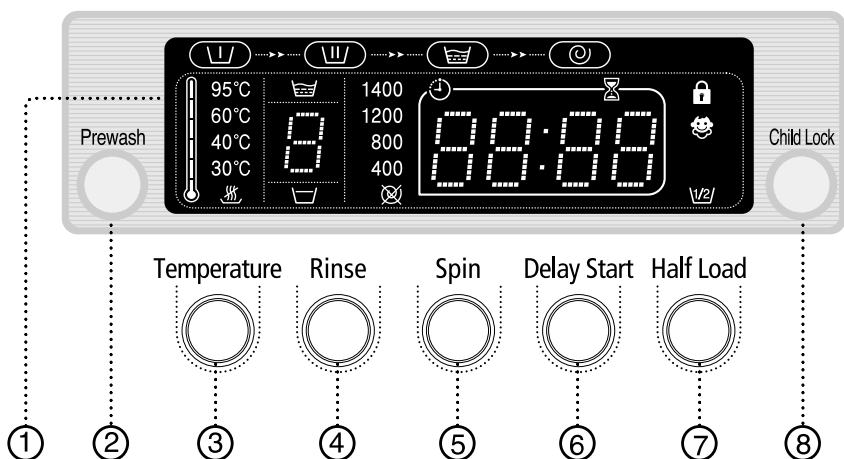 95°C 1400
60°C 1200
Prewash 40°C 8 800 88:88 Child Lock
30°C 400 1/2
Temperature Rinse Spin Delay Start Half Load
1 2 3 4 5 6 7 8